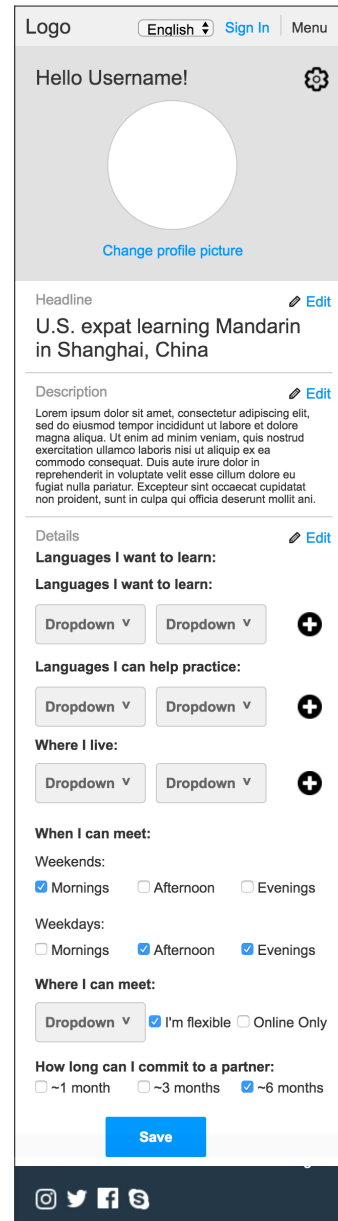 Logo English Sign In Menu
Hello Username!
Change profile picture
Headline Edit
U.S. expat learning Mandarin
in Shanghai, China
Description Edit
Lorem ipsum dolor sit amet, consectetur adipiscing elit,
sed do eiusmod tempor incididunt ut labore et dolore
magna aliqua. Ut enim ad minim veniam, quis nostrud
exercitation ullamco laboris nisi ut aliquip ex ea
commodo consequat. Duis aute irure dolor in
reprehenderit in voluptate velit esse cillum dolore eu
fugiat nulla pariatur. Excepteur sint occaecat cupidatat
non proident, sunt in culpa qui officia deserunt mollit ani.
Details Edit
Languages I want to learn:
Languages I want to learn:
Dropdown v Dropdown v
Languages I can help practice:
Dropdown v Dropdown v
Where I live:
Dropdown v Dropdown v
When I can meet:
Weekends:
Mornings Afternoon Evenings
Weekdays:
Mornings Afternoon Evenings
Where I can meet:
Dropdown v I'm flexible Online Only
How long can I commit to a partner:
~1 month ~3 months ~6 months
Save